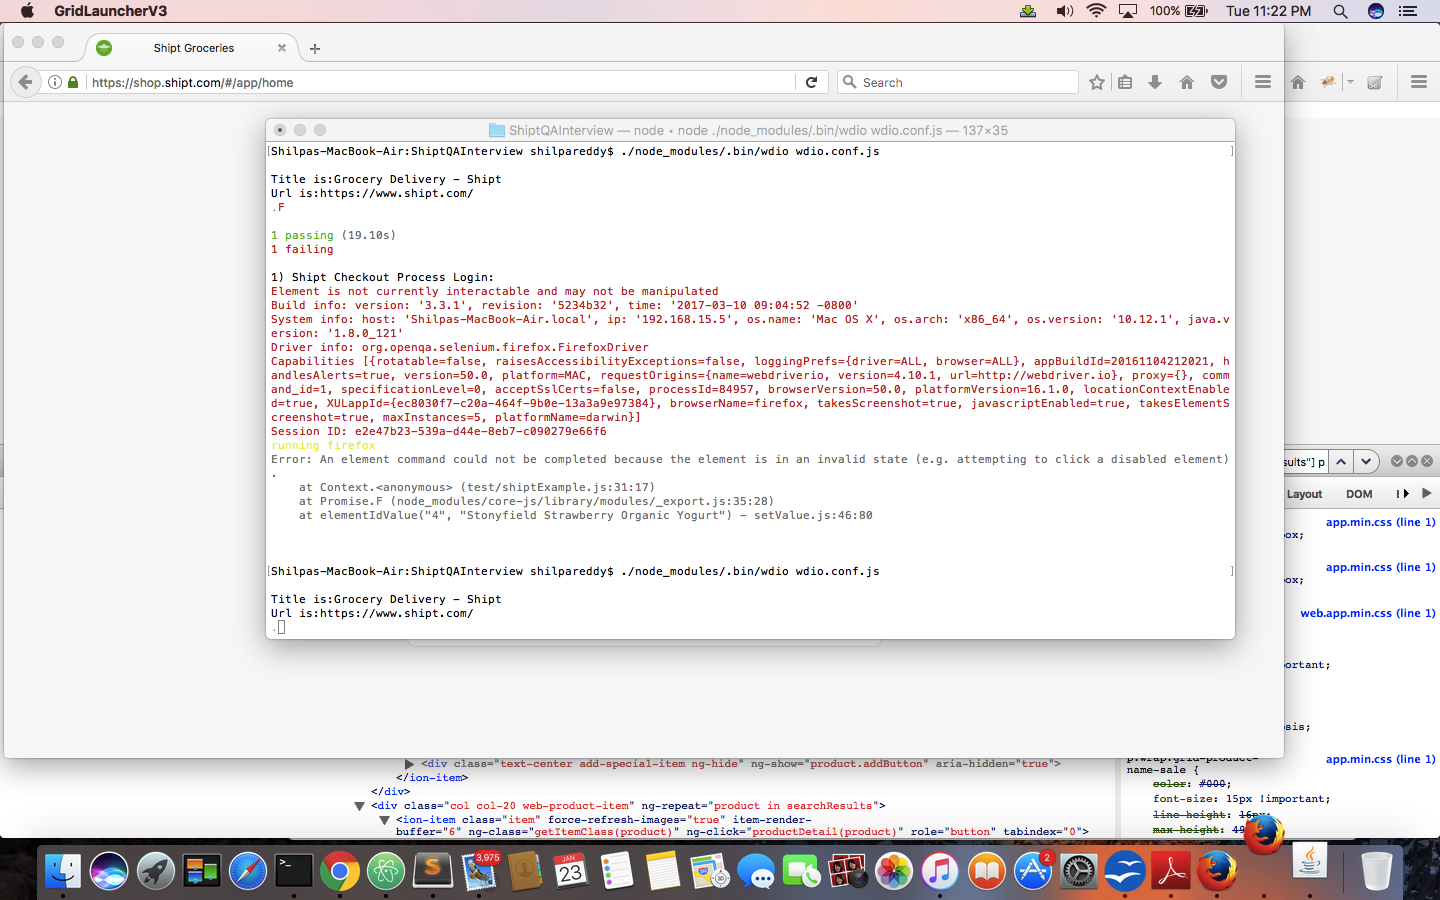 GridLauncherV3
100%
Tue 11:22 PM
Shipt Groceries
https://shop.shipt.com/#/app/home
Search
ShiptQAInterview — node ◂ node ./node_modules/.bin/wdio wdio.conf.js — 137×35
[Shilpas-MacBook-Air:ShiptQAInterview shilpareddy$ ./node_modules/.bin/wdio wdio.conf.js ]
Title is:Grocery Delivery - Shipt
Url is:https://www.shipt.com/
.F
1 passing (19.10s)
1 failing
1) Shipt Checkout Process Login:
Element is not currently interactable and may not be manipulated
Build info: version: '3.3.1', revision: '5234b32', time: '2017-03-10 09:04:52 -0800'
System info: host: 'Shilpas-MacBook-Air.local', ip: '192.168.15.5', os.name: 'Mac OS X', os.arch: 'x86_64', os.version: '10.12.1', java.v
ersion: '1.8.0_121'
Driver info: org.openqa.selenium.firefox.FirefoxDriver
Capabilities [{rotatable=false, raisesAccessibilityExceptions=false, loggingPrefs={driver=ALL, browser=ALL}, appBuildId=20161104212021, h
andlesAlerts=true, version=50.0, platform=MAC, requestOrigins={name=webdriverio, version=4.10.1, url=http://webdriver.io}, proxy={}, comm
and_id=1, specificationLevel=0, acceptSslCerts=false, processId=84957, browserVersion=50.0, platformVersion=16.1.0, locationContextEnable
d=true, XULappId={ec8030f7-c20a-464f-9b0e-13a3a9e97384}, browserName=firefox, takesScreenshot=true, javascriptEnabled=true, takesElementS
creenshot=true, maxInstances=5, platformName=darwin}]
Session ID: e2e47b23-539a-d44e-8eb7-c090279e66f6
running firefox
Error: An element command could not be completed because the element is in an invalid state (e.g. attempting to click a disabled element)
.
at Context.<anonymous> (test/shiptExample.js:31:17)
at Promise.F (node_modules/core-js/library/modules/_export.js:35:28)
at elementIdValue("4", "Stonyfield Strawberry Organic Yogurt") - setValue.js:46:80
[Shilpas-MacBook-Air:ShiptQAInterview shilpareddy$ ./node_modules/.bin/wdio wdio.conf.js ]
Title is:Grocery Delivery - Shipt
Url is:https://www.shipt.com/
.
sults"] p
Layout DOM
app.min.css (line 1)
ox;
app.min.css (line 1)
ox;
web.app.min.css (line 1)
ortant;
sis;
app.min.css (line 1)
p.wrap.grid-product-
name-sale {
color: #000;
font-size: 15px !important;
line-height: 16px;
max-height: 49
<div class="text-center add-special-item ng-hide" ng-show="product.addButton" aria-hidden="true">
</ion-item>
</div>
<div class="col col-20 web-product-item" ng-repeat="product in searchResults">
<ion-item class="item" force-refresh-images="true" item-render-
buffer="6" ng-class="getItemClass(product)" ng-click="productDetail(product)" role="button" tabindex="0">
3,975
JAN
23
2